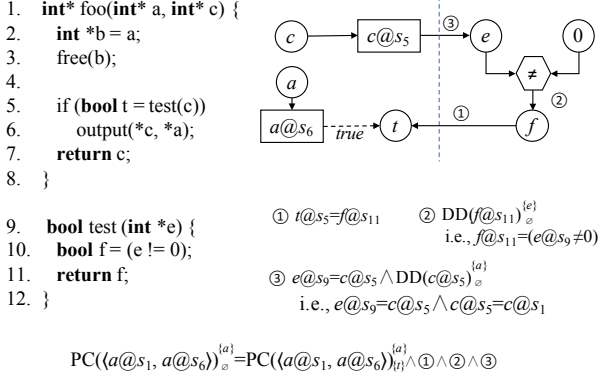 1. int* foo(int* a, int* c) {
2. int *b = a;
3. free(b);
4.
5. if (bool t = test(c))
6. output(*c, *a);
7. return c;
8. }
9. bool test (int *e) {
10. bool f = (e != 0);
11. return f;
12. }
c c@s₅ ③ e 0
a ≠
a@s₆ true t ① f ②
① t@s₅=f@s₁₁ ② DD(f@s₁₁)^{e}_∅
i.e., f@s₁₁=(e@s₉≠0)
③ e@s₉=c@s₅∧DD(c@s₅)^{a}_∅
i.e., e@s₉=c@s₅∧c@s₅=c@s₁
PC(⟨a@s₁, a@s₆⟩)^{a}_∅=PC(⟨a@s₁, a@s₆⟩)^{a}_{t}∧①∧②∧③